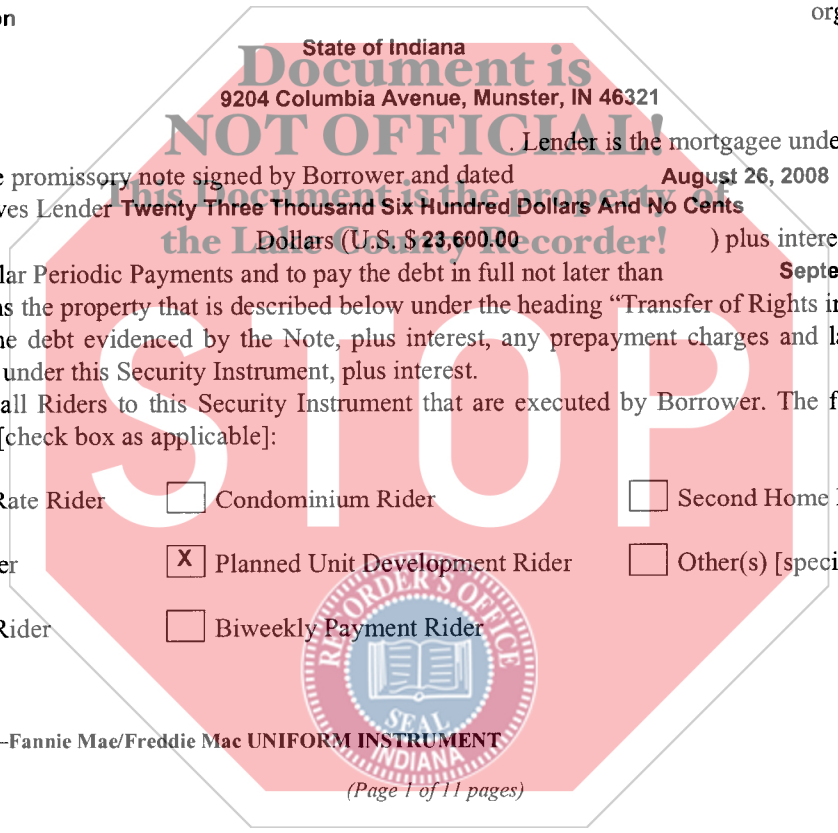 on
org
State of Indiana
Document is
9204 Columbia Avenue, Munster, IN 46321
NOT OFFICIAL!
. Lender is the mortgagee unde
e promissory note signed by Borrower and dated August 26, 2008
This Document is the property of
ves Lender Twenty Three Thousand Six Hundred Dollars And No Cents
the Lake County Recorder!
Dollars (U.S. $ 23,600.00 ) plus intere
lar Periodic Payments and to pay the debt in full not later than Septe
ns the property that is described below under the heading “Transfer of Rights in
he debt evidenced by the Note, plus interest, any prepayment charges and la
under this Security Instrument, plus interest.
all Riders to this Security Instrument that are executed by Borrower. The f
[check box as applicable]:
STOP
Rate Rider Condominium Rider Second Home
er X Planned Unit Development Rider Other(s) [speci
Rider Biweekly Payment Rider
RECORDER'S OFFICE
SEAL
INDIANA
–Fannie Mae/Freddie Mac UNIFORM INSTRUMENT
(Page 1 of 11 pages)